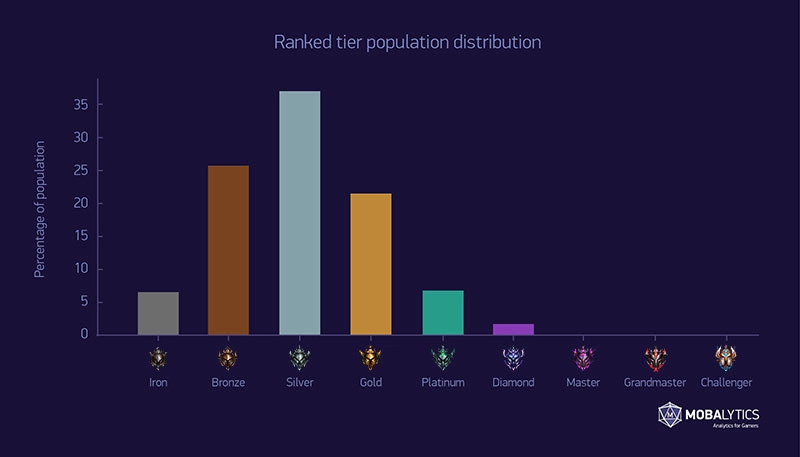 Ranked tier population distribution
Percentage of population
35
30
25
20
15
10
5
0
Iron Bronze Silver Gold Platinum Diamond Master Grandmaster Challenger
MOBALYTICS
Analytics for Gamers